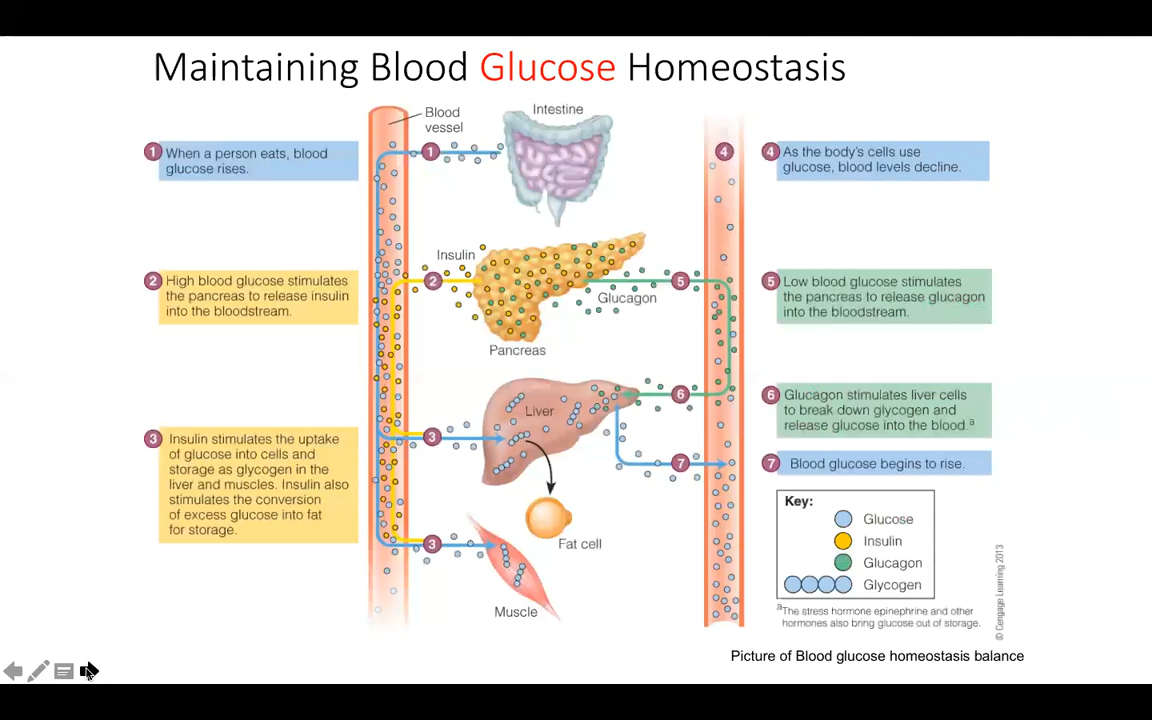 Maintaining Blood Glucose Homeostasis
Blood
vessel
Intestine
1
When a person eats, blood
glucose rises.
1
4
4
As the body's cells use
glucose, blood levels decline.
Insulin
2
High blood glucose stimulates
the pancreas to release insulin
into the bloodstream.
2
5
Glucagon
Pancreas
5
Low blood glucose stimulates
the pancreas to release glucagon
into the bloodstream.
6
6
Glucagon stimulates liver cells
to break down glycogen and
release glucose into the blood.a
Liver
3
Insulin stimulates the uptake
of glucose into cells and
storage as glycogen in the
liver and muscles. Insulin also
stimulates the conversion
of excess glucose into fat
for storage.
3
7
7
Blood glucose begins to rise.
Fat cell
3
Muscle
Key:
Glucose
Insulin
Glucagon
Glycogen
aThe stress hormone epinephrine and other
hormones also bring glucose out of storage.
© Cengage Learning 2013
Picture of Blood glucose homeostasis balance